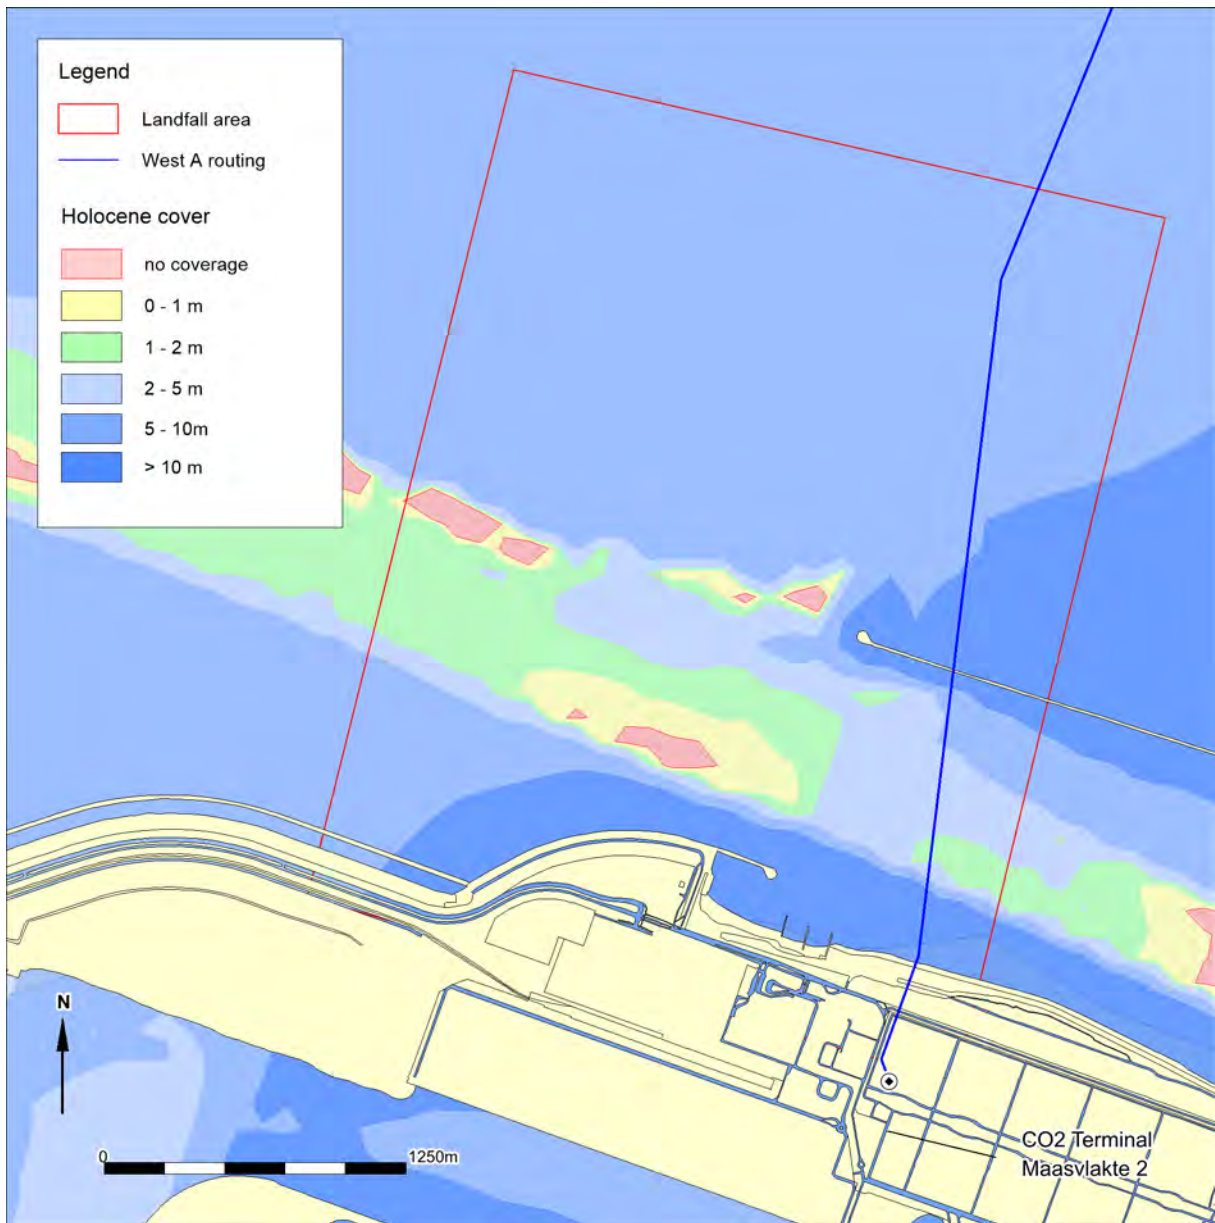 Legend
Landfall area
West A routing
Holocene cover
no coverage
0 - 1 m
1 - 2 m
2 - 5 m
5 - 10m
> 10 m
N
0 1250m
CO2 Terminal
Maasvlakte 2